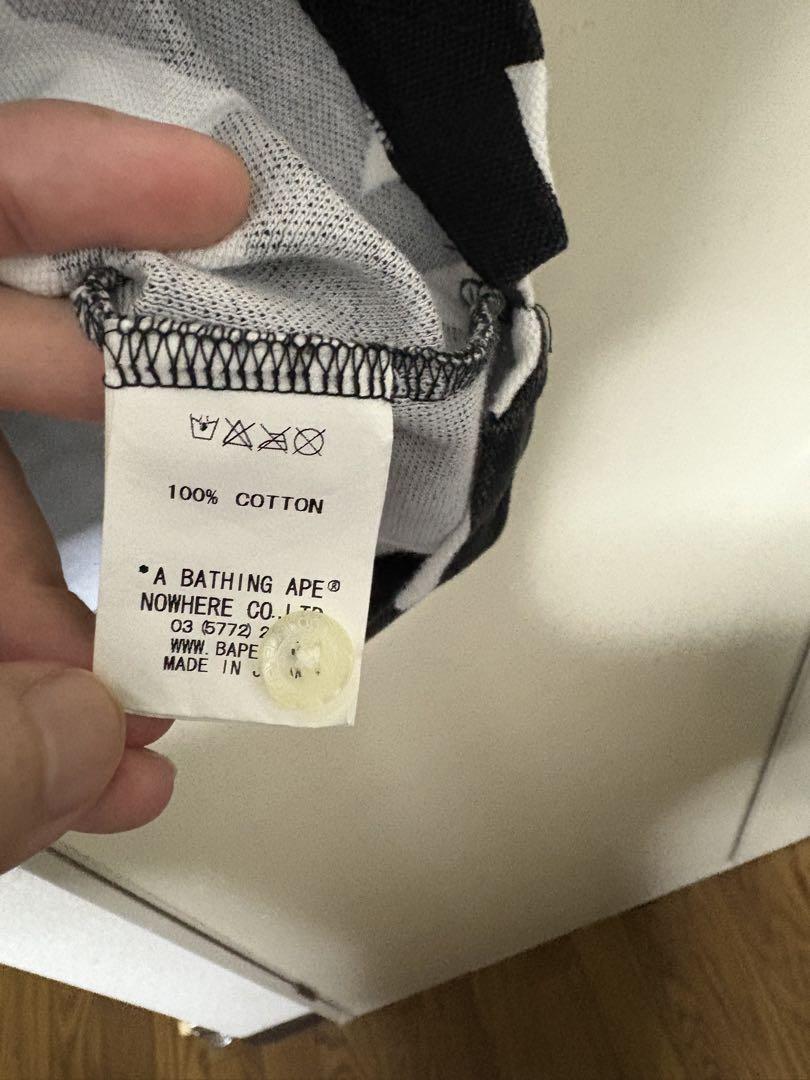 100% COTTON
*A BATHING APE®
NOWHERE CO.,LTD.
03 (5772) 2
WWW. BAPE
MADE IN